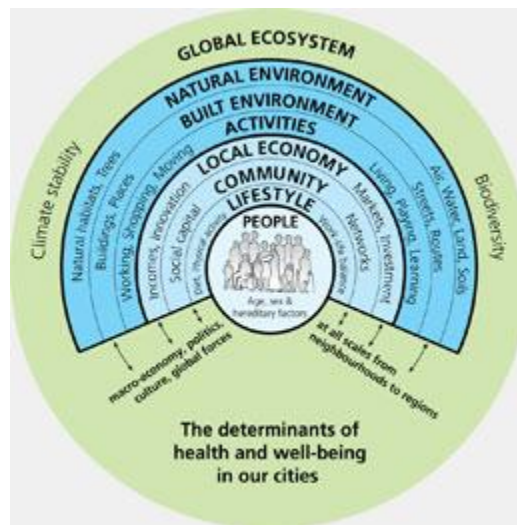 GLOBAL ECOSYSTEM
NATURAL ENVIRONMENT
BUILT ENVIRONMENT
ACTIVITIES
LOCAL ECONOMY
COMMUNITY
LIFESTYLE
PEOPLE
Age, sex &
hereditary factors
Climate stability
Natural habitats, Trees
Buildings, Places
Working, Shopping, Moving
Incomes, Innovation
Social capital
Diet, Physical activity
Work, Life balance
Networks
Markets, Investment
Living, Playing, Learning
Streets, Routes
Air, Water, Land, Soils
Biodiversity
macro-economy, politics,
culture, global forces
at all scales from
neighbourhoods to regions
The determinants of
health and well-being
in our cities